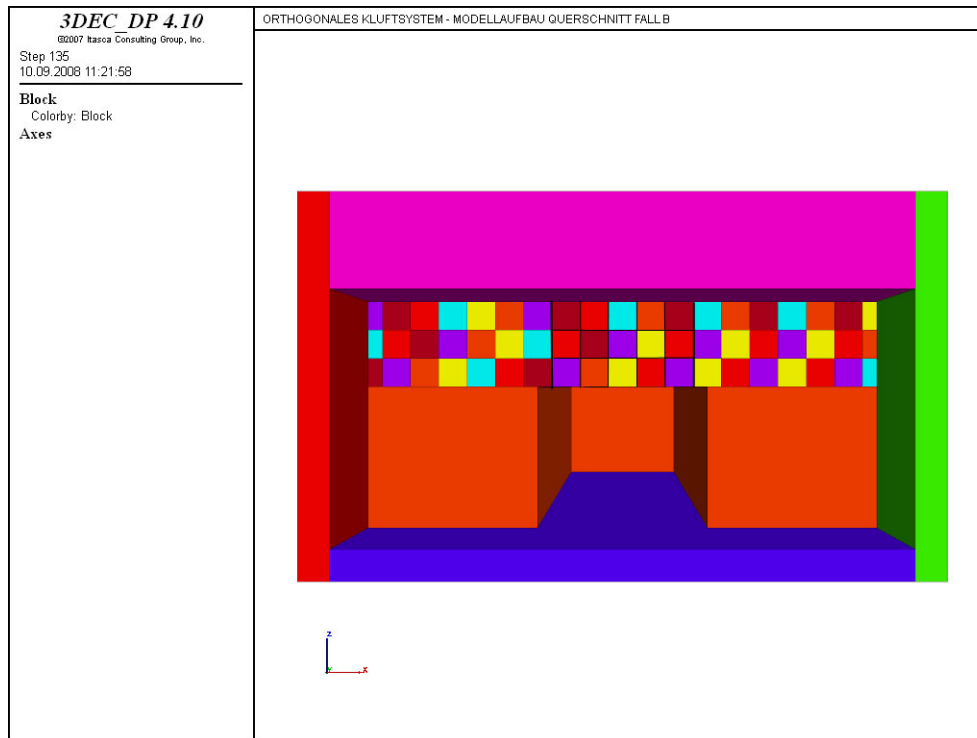 3DEC_DP 4.10
©2007 Itasca Consulting Group, Inc.
Step 135
10.09.2008 11:21:58
Block
Colorby: Block
Axes
ORTHOGONALES KLUFTSYSTEM - MODELLAUFBAU QUERSCHNITT FALL B
z
Y
x